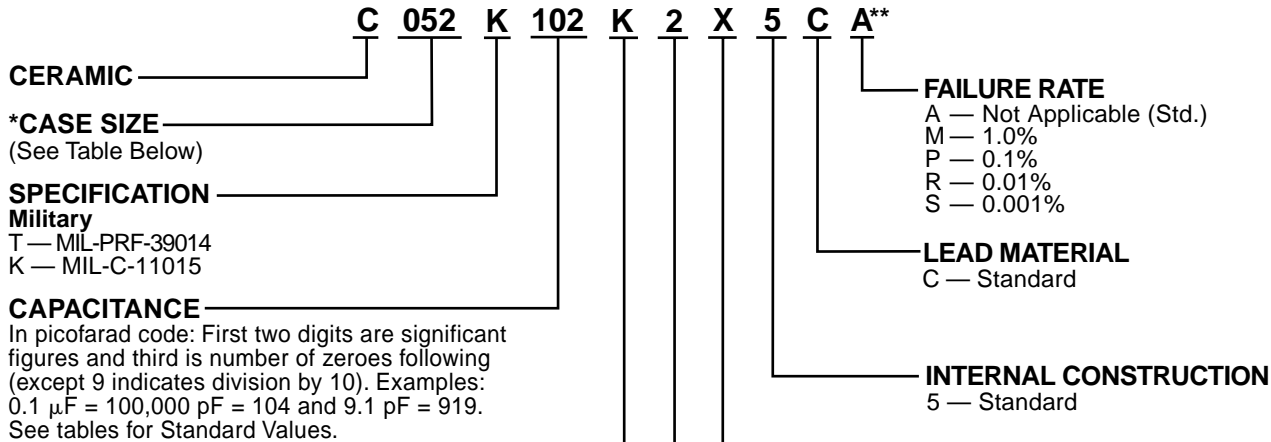 C 052 K 102 K 2 X 5 C A**
CERAMIC
*CASE SIZE
(See Table Below)
SPECIFICATION
Military
T — MIL-PRF-39014
K — MIL-C-11015
CAPACITANCE
In picofarad code: First two digits are significant
figures and third is number of zeroes following
(except 9 indicates division by 10). Examples:
0.1 μF = 100,000 pF = 104 and 9.1 pF = 919.
See tables for Standard Values.
FAILURE RATE
A — Not Applicable (Std.)
M — 1.0%
P — 0.1%
R — 0.01%
S — 0.001%
LEAD MATERIAL
C — Standard
INTERNAL CONSTRUCTION
5 — Standard